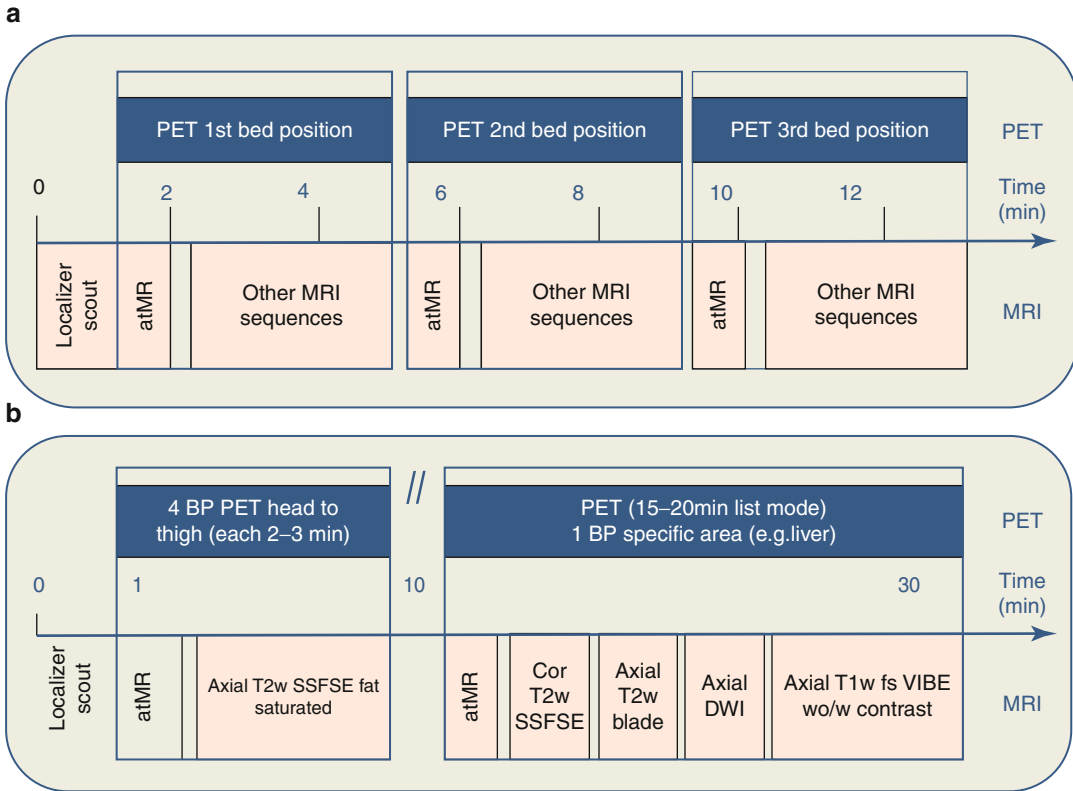 a
PET 1st bed position
PET 2nd bed position
PET 3rd bed position
PET
0
2
4
6
8
10
12
Time
(min)
Localizer
scout
atMR
Other MRI
sequences
atMR
Other MRI
sequences
atMR
Other MRI
sequences
MRI
b
4 BP PET head to
thigh (each 2–3 min)
//
PET (15–20min list mode)
1 BP specific area (e.g.liver)
PET
0
1
10
30
Time
(min)
Localizer
scout
atMR
Axial T2w SSFSE fat
saturated
atMR
Cor
T2w
SSFSE
Axial
T2w
blade
Axial
DWI
Axial T1w fs VIBE
wo/w contrast
MRI